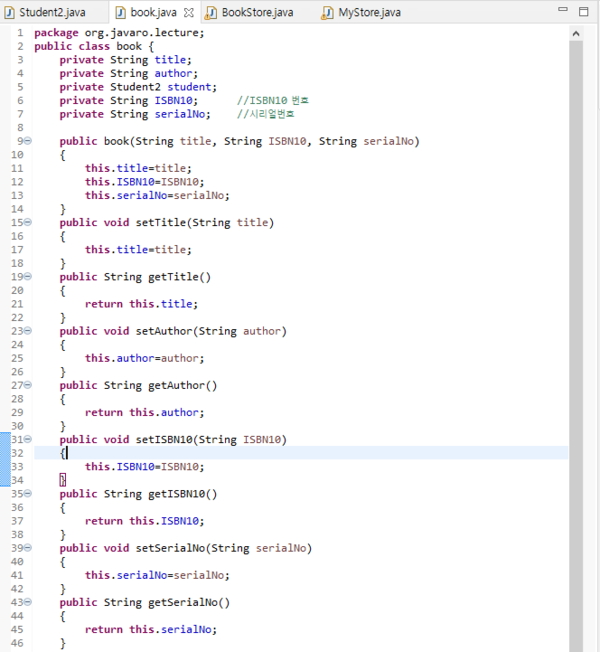 Student2.java book.java BookStore.java MyStore.java
1 package org.javaro.lecture;
2 public class book {
3 private String title;
4 private String author;
5 private Student2 student;
6 private String ISBN10; //ISBN10 번호
7 private String serialNo; //시리얼번호
8
9 public book(String title, String ISBN10, String serialNo)
10 {
11 this.title=title;
12 this.ISBN10=ISBN10;
13 this.serialNo=serialNo;
14 }
15 public void setTitle(String title)
16 {
17 this.title=title;
18 }
19 public String getTitle()
20 {
21 return this.title;
22 }
23 public void setAuthor(String author)
24 {
25 this.author=author;
26 }
27 public String getAuthor()
28 {
29 return this.author;
30 }
31 public void setISBN10(String ISBN10)
32 {
33 this.ISBN10=ISBN10;
34 }
35 public String getISBN10()
36 {
37 return this.ISBN10;
38 }
39 public void setSerialNo(String serialNo)
40 {
41 this.serialNo=serialNo;
42 }
43 public String getSerialNo()
44 {
45 return this.serialNo;
46 }